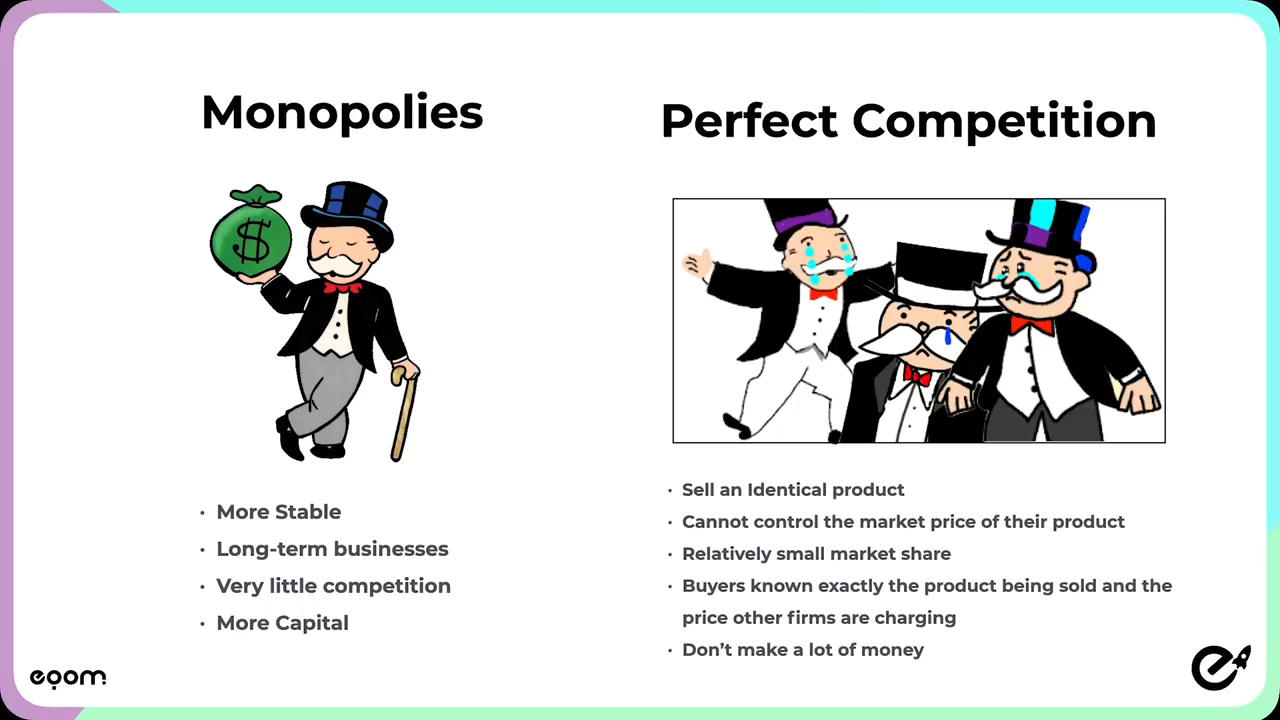 Monopolies
$
• More Stable
• Long-term businesses
• Very little competition
• More Capital
Perfect Competition
• Sell an Identical product
• Cannot control the market price of their product
• Relatively small market share
• Buyers known exactly the product being sold and the
price other firms are charging
• Don’t make a lot of money
eqom
e